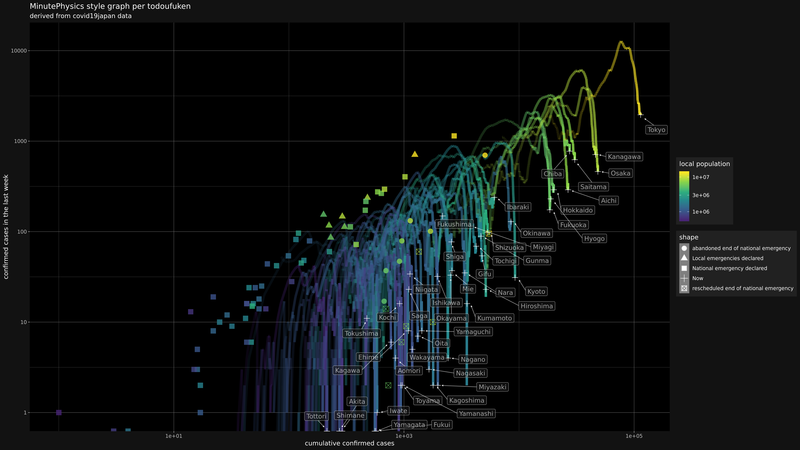 MinutePhysics style graph per todoufuken
derived from covid19japan data
confirmed cases in the last week
10000
1000
100
10
1
Tokyo
Kanagawa
Chiba
Osaka
Saitama
Aichi
Ibaraki
Hokkaido
Fukushima
Fukuoka
Okinawa
Hyogo
Shizuoka
Miyagi
Shiga
Tochigi
Gunma
Gifu
Niigata
Mie
Nara
Kyoto
Ishikawa
Hiroshima
Kochi
Saga
Okayama
Kumamoto
Tokushima
Yamaguchi
Oita
Ehime
Wakayama
Nagano
Kagawa
Aomori
Nagasaki
Miyazaki
Akita
Toyama
Kagoshima
Tottori
Shimane
Iwate
Yamanashi
Yamagata
Fukui
1e+01
1e+03
1e+05
cumulative confirmed cases
local population
1e+07
3e+06
1e+06
shape
abandoned end of national emergency
Local emergencies declared
National emergency declared
Now
rescheduled end of national emergency